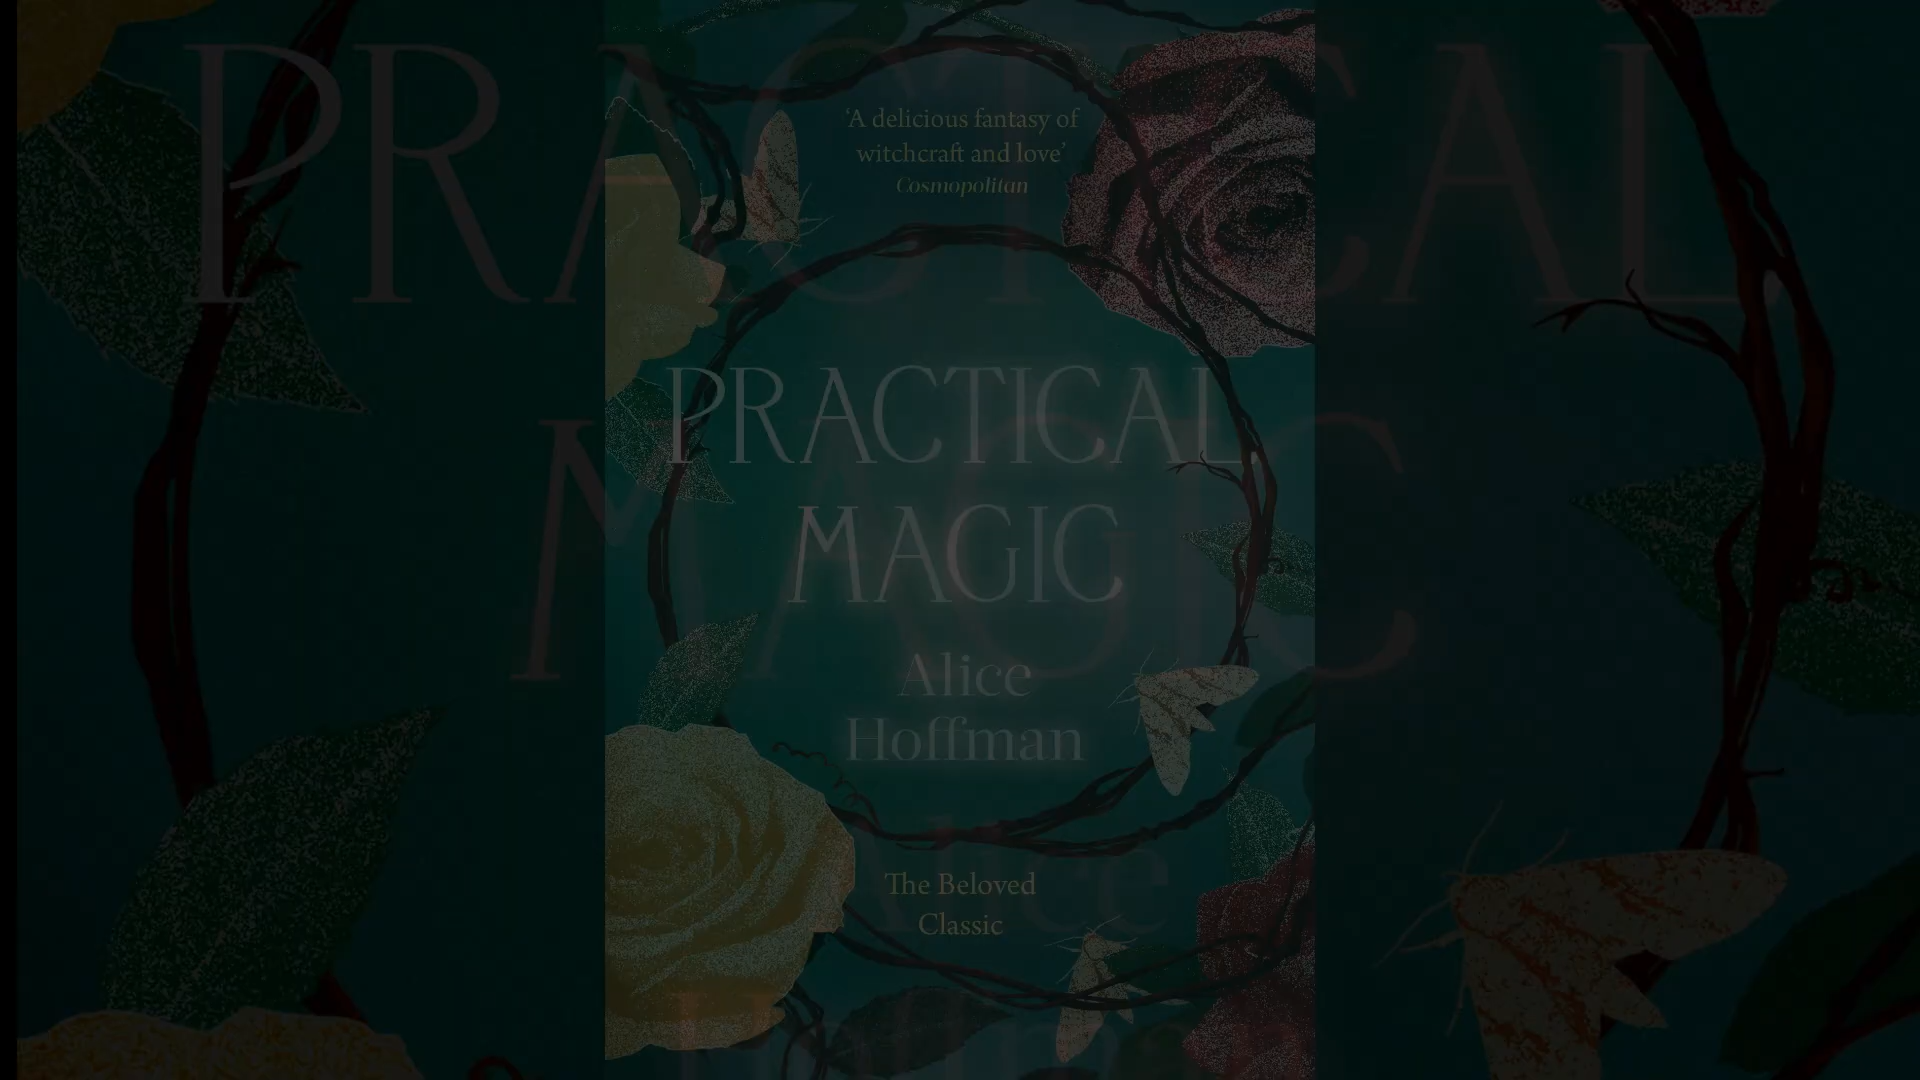 ‘A delicious fantasy of
witchcraft and love’
Cosmopolitan
PRACTICAL
MAGIC
Alice
Hoffman
The Beloved
Classic